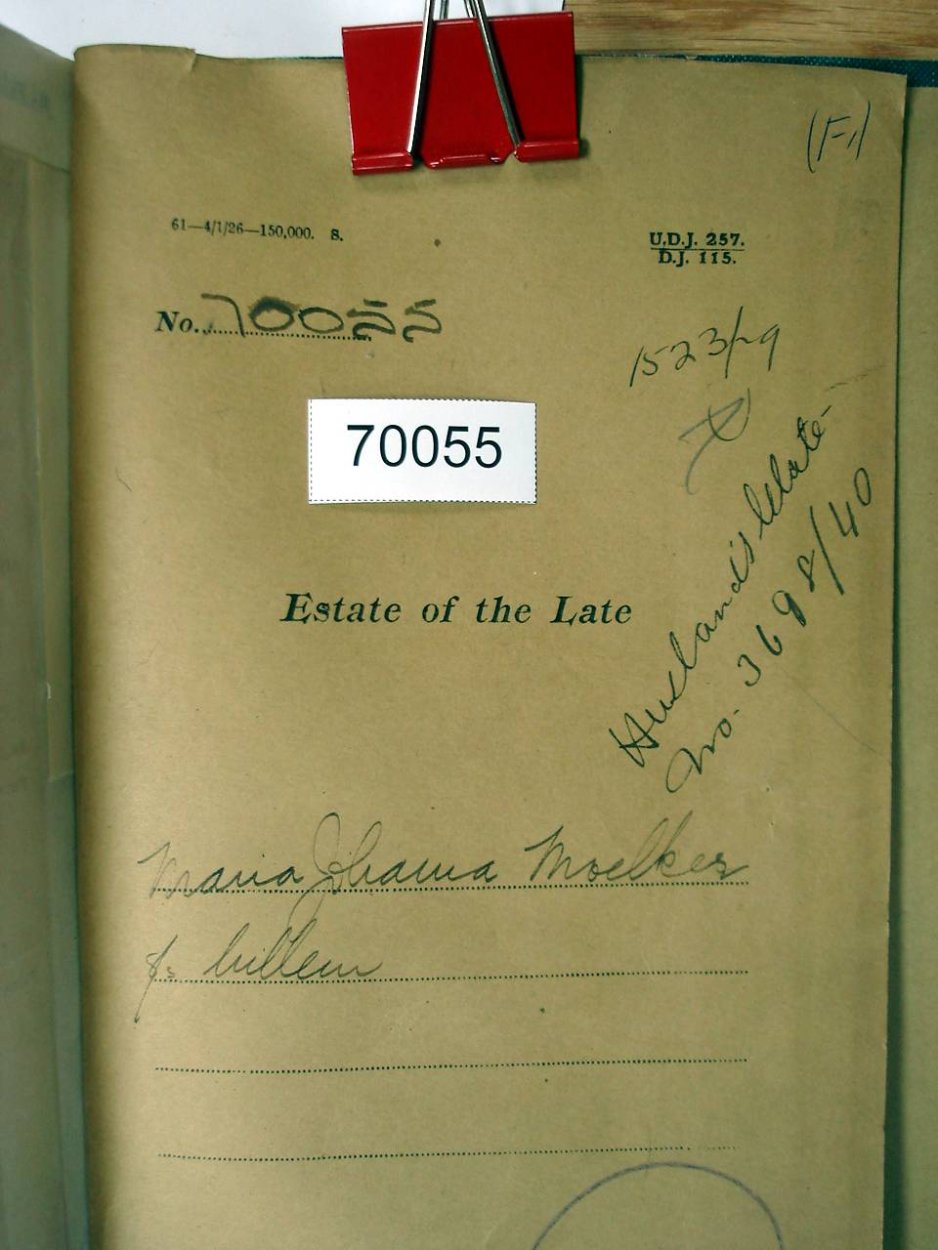 (F.)
61—4/1/26—150,000. S.
U.D.J. 257.
D.J. 115.
No. 70055
1523/29
70055
Husband's Estate
No. 3698/40
Estate of the Late
Maria Johanna Moelker
Willem